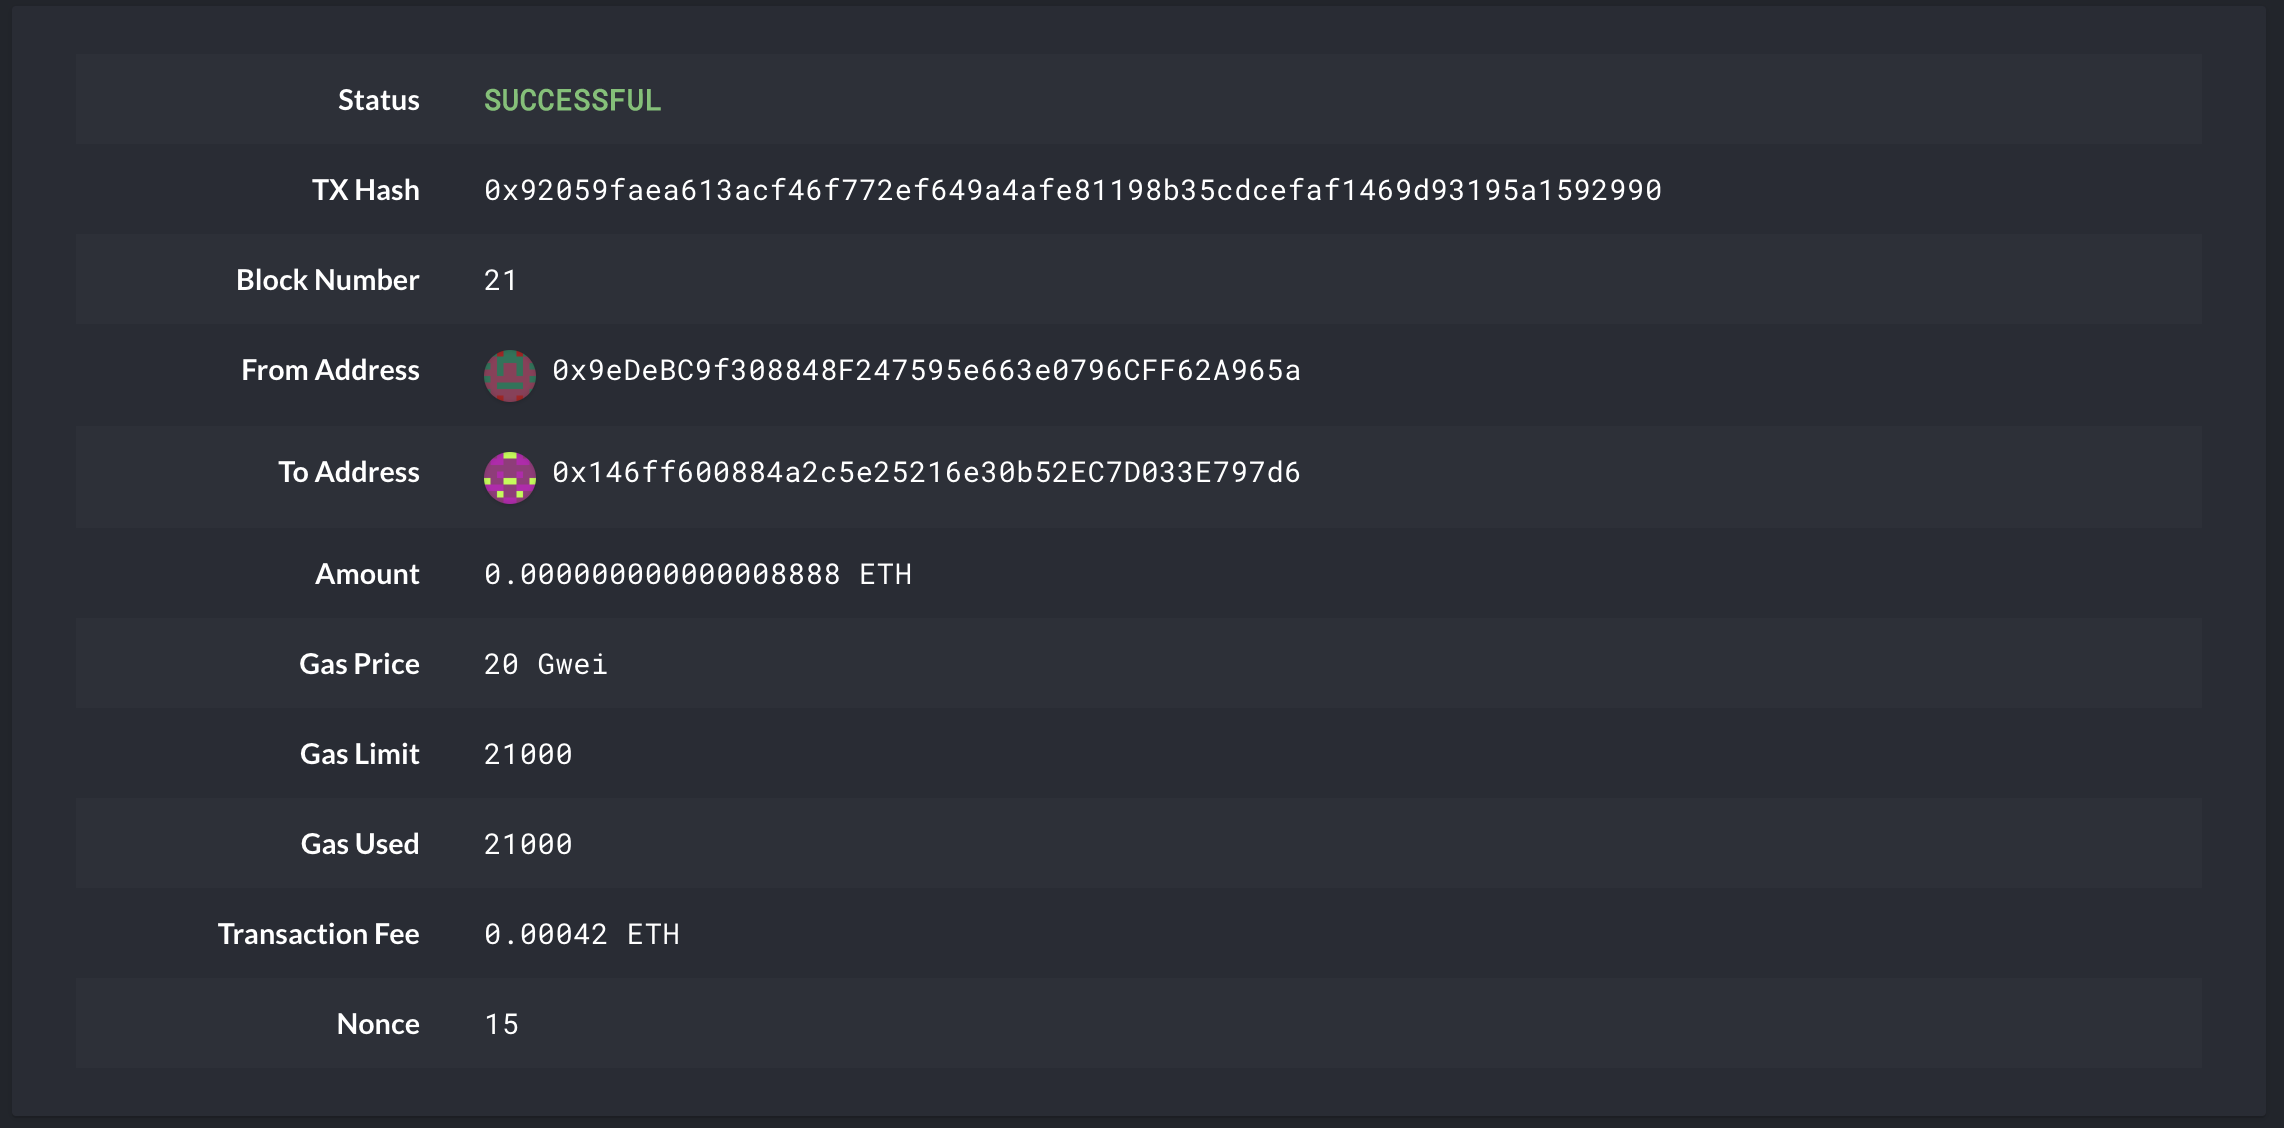 Status SUCCESSFUL
TX Hash 0x92059faea613acf46f772ef649a4afe81198b35cdcefaf1469d93195a1592990
Block Number 21
From Address 0x9eDeBC9f308848F247595e663e0796CFF62A965a
To Address 0x146ff600884a2c5e25216e30b52EC7D033E797d6
Amount 0.000000000000008888 ETH
Gas Price 20 Gwei
Gas Limit 21000
Gas Used 21000
Transaction Fee 0.00042 ETH
Nonce 15